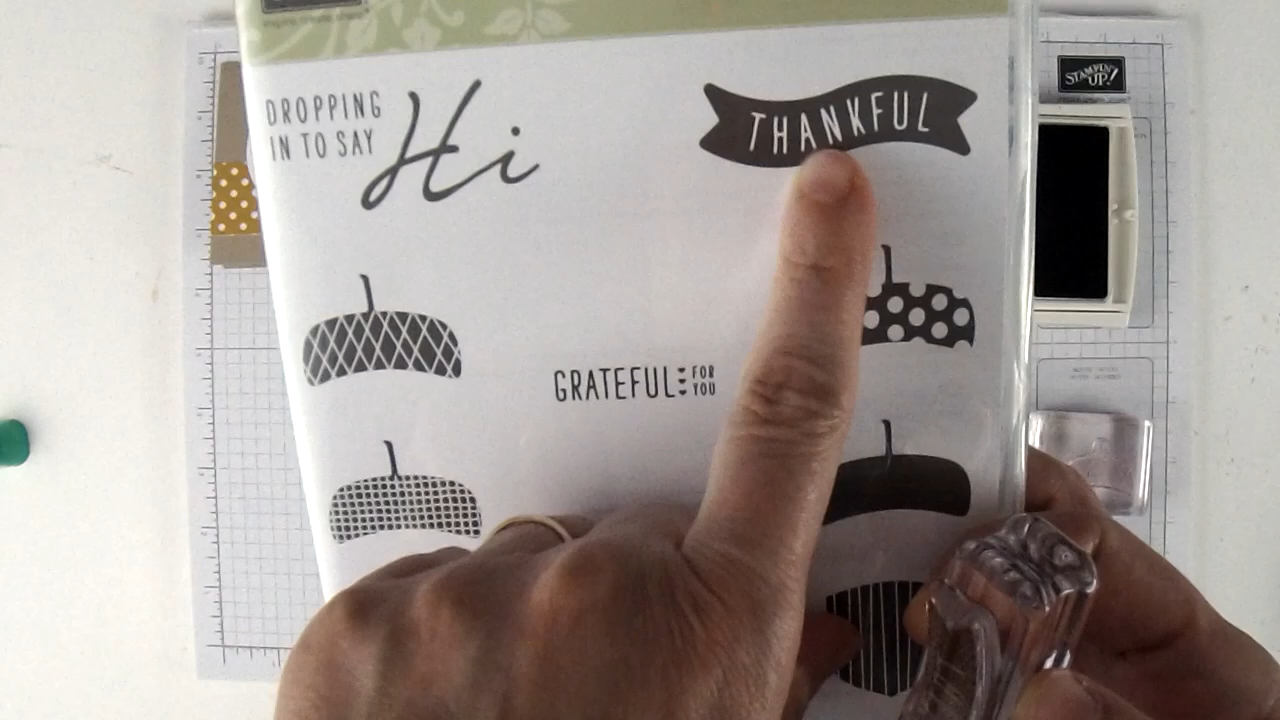 DROPPING
IN TO SAY
Hi
THANKFUL
STAMPIN'
UP!
GRATEFUL FOR
YOU